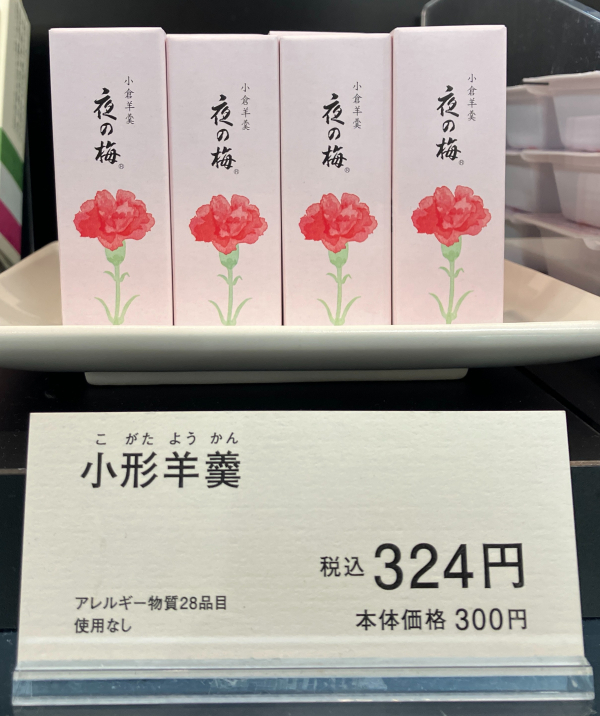 小倉羊羹
夜の梅®
小倉羊羹
夜の梅®
小倉羊羹
夜の梅®
小倉羊羹
夜の梅®
こがたようかん
小形羊羹
税込324円
本体価格300円
アレルギー物質28品目
使用なし